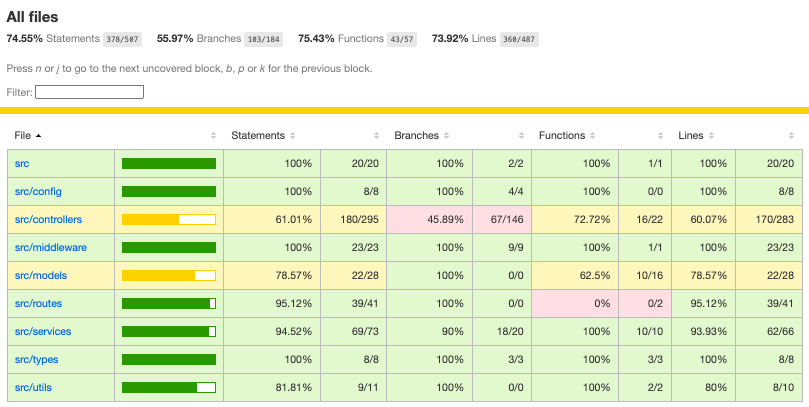 All files
74.55% Statements 378/507 55.97% Branches 103/184 75.43% Functions 43/57 73.92% Lines 360/487
Press n or j to go to the next uncovered block, b, p or k for the previous block.
Filter:
File Statements Branches Functions Lines
src 100% 20/20 100% 2/2 100% 1/1 100% 20/20
src/config 100% 8/8 100% 4/4 100% 0/0 100% 8/8
src/controllers 61.01% 180/295 45.89% 67/146 72.72% 16/22 60.07% 170/283
src/middleware 100% 23/23 100% 9/9 100% 1/1 100% 23/23
src/models 78.57% 22/28 100% 0/0 62.5% 10/16 78.57% 22/28
src/routes 95.12% 39/41 100% 0/0 0% 0/2 95.12% 39/41
src/services 94.52% 69/73 90% 18/20 100% 10/10 93.93% 62/66
src/types 100% 8/8 100% 3/3 100% 3/3 100% 8/8
src/utils 81.81% 9/11 100% 0/0 100% 2/2 80% 8/10